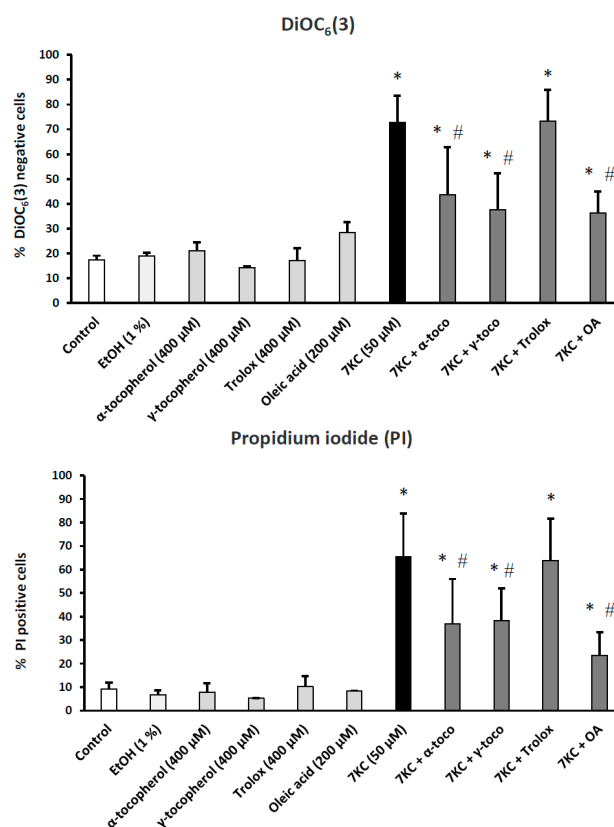 DiOC₆(3)
% DiOC₆(3) negative cells
100
90
80
70
60
50
40
30
20
10
0
* * # * # * * #
Control
EtOH (1 %)
α-tocopherol (400 µM)
γ-tocopherol (400 µM)
Trolox (400 µM)
Oleic acid (200 µM)
7KC (50 µM)
7KC + α-toco
7KC + γ-toco
7KC + Trolox
7KC + OA
Propidium iodide (PI)
% PI positive cells
100
90
80
70
60
50
40
30
20
10
0
* * # * # * * #
Control
EtOH (1 %)
α-tocopherol (400 µM)
γ-tocopherol (400 µM)
Trolox (400 µM)
Oleic acid (200 µM)
7KC (50 µM)
7KC + α-toco
7KC + γ-toco
7KC + Trolox
7KC + OA